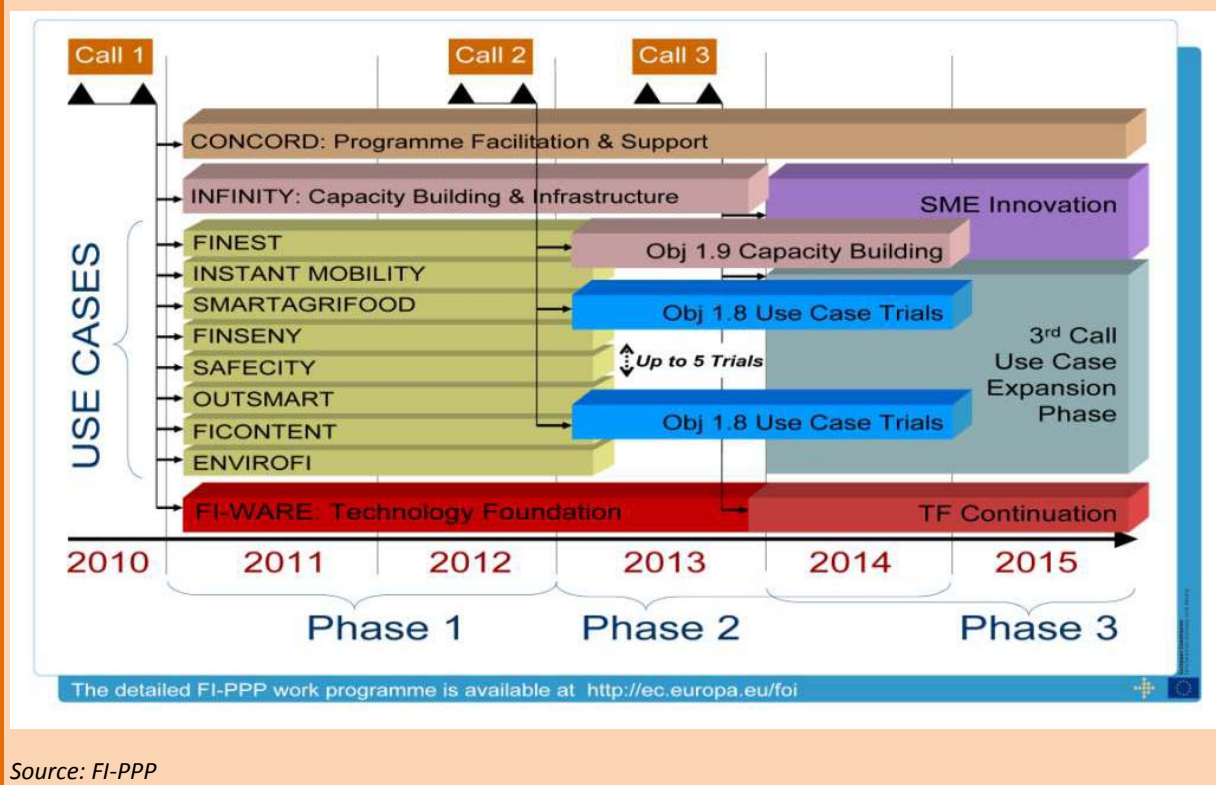 Call 1
Call 2
Call 3
CONCORD: Programme Facilitation & Support
INFINITY: Capacity Building & Infrastructure
SME Innovation
USE CASES
FINEST
Obj 1.9 Capacity Building
INSTANT MOBILITY
SMARTAGRIFOOD
Obj 1.8 Use Case Trials
FINSENY
SAFECITY
Up to 5 Trials
3rd Call
Use Case
Expansion
Phase
OUTSMART
FICONTENT
Obj 1.8 Use Case Trials
ENVIROFI
FI-WARE: Technology Foundation
TF Continuation
2010
2011
2012
2013
2014
2015
Phase 1
Phase 2
Phase 3
The detailed FI-PPP work programme is available at http://ec.europa.eu/foi
Source: FI-PPP